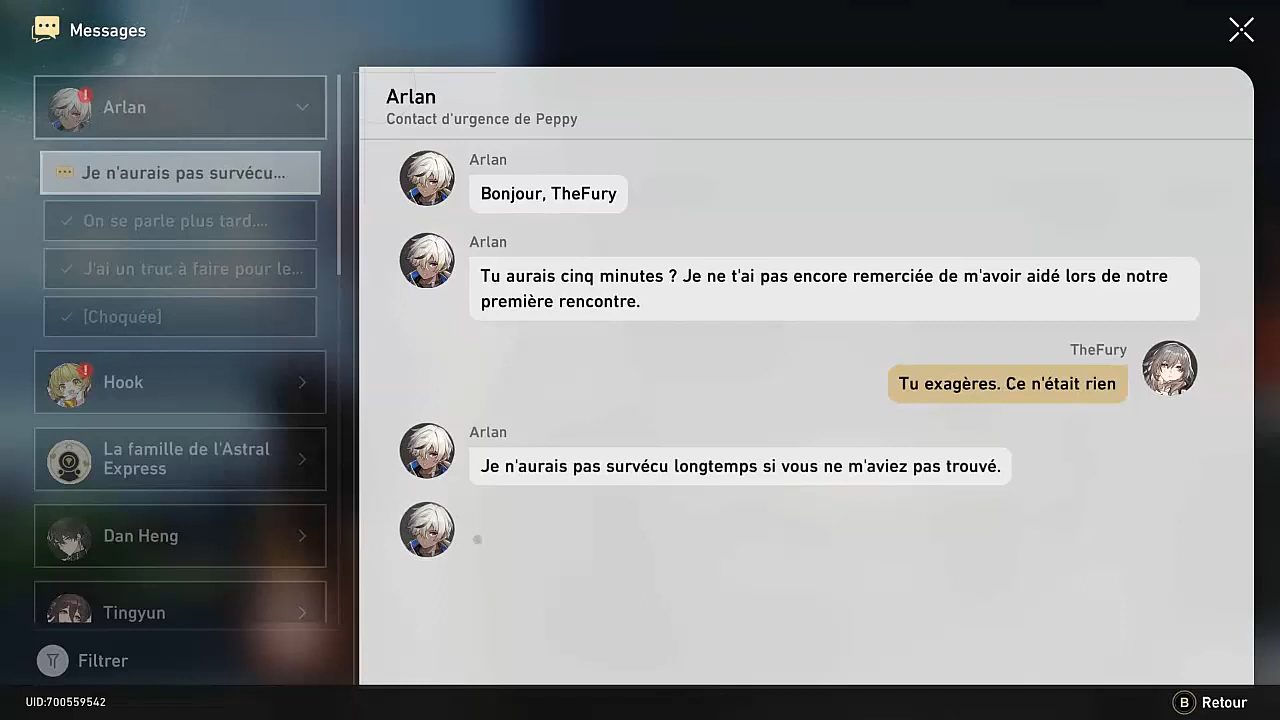 Messages
Arlan
Je n'aurais pas survécu...
On se parle plus tard....
J'ai un truc à faire pour le...
[Choquée]
Hook
La famille de l'Astral
Express
Dan Heng
Tingyun
Filtrer
UID:700559542
Arlan
Contact d'urgence de Peppy
Arlan
Bonjour, TheFury
Arlan
Tu aurais cinq minutes ? Je ne t'ai pas encore remerciée de m'avoir aidé lors de notre
première rencontre.
TheFury
Tu exagères. Ce n'était rien
Arlan
Je n'aurais pas survécu longtemps si vous ne m'aviez pas trouvé.
B Retour